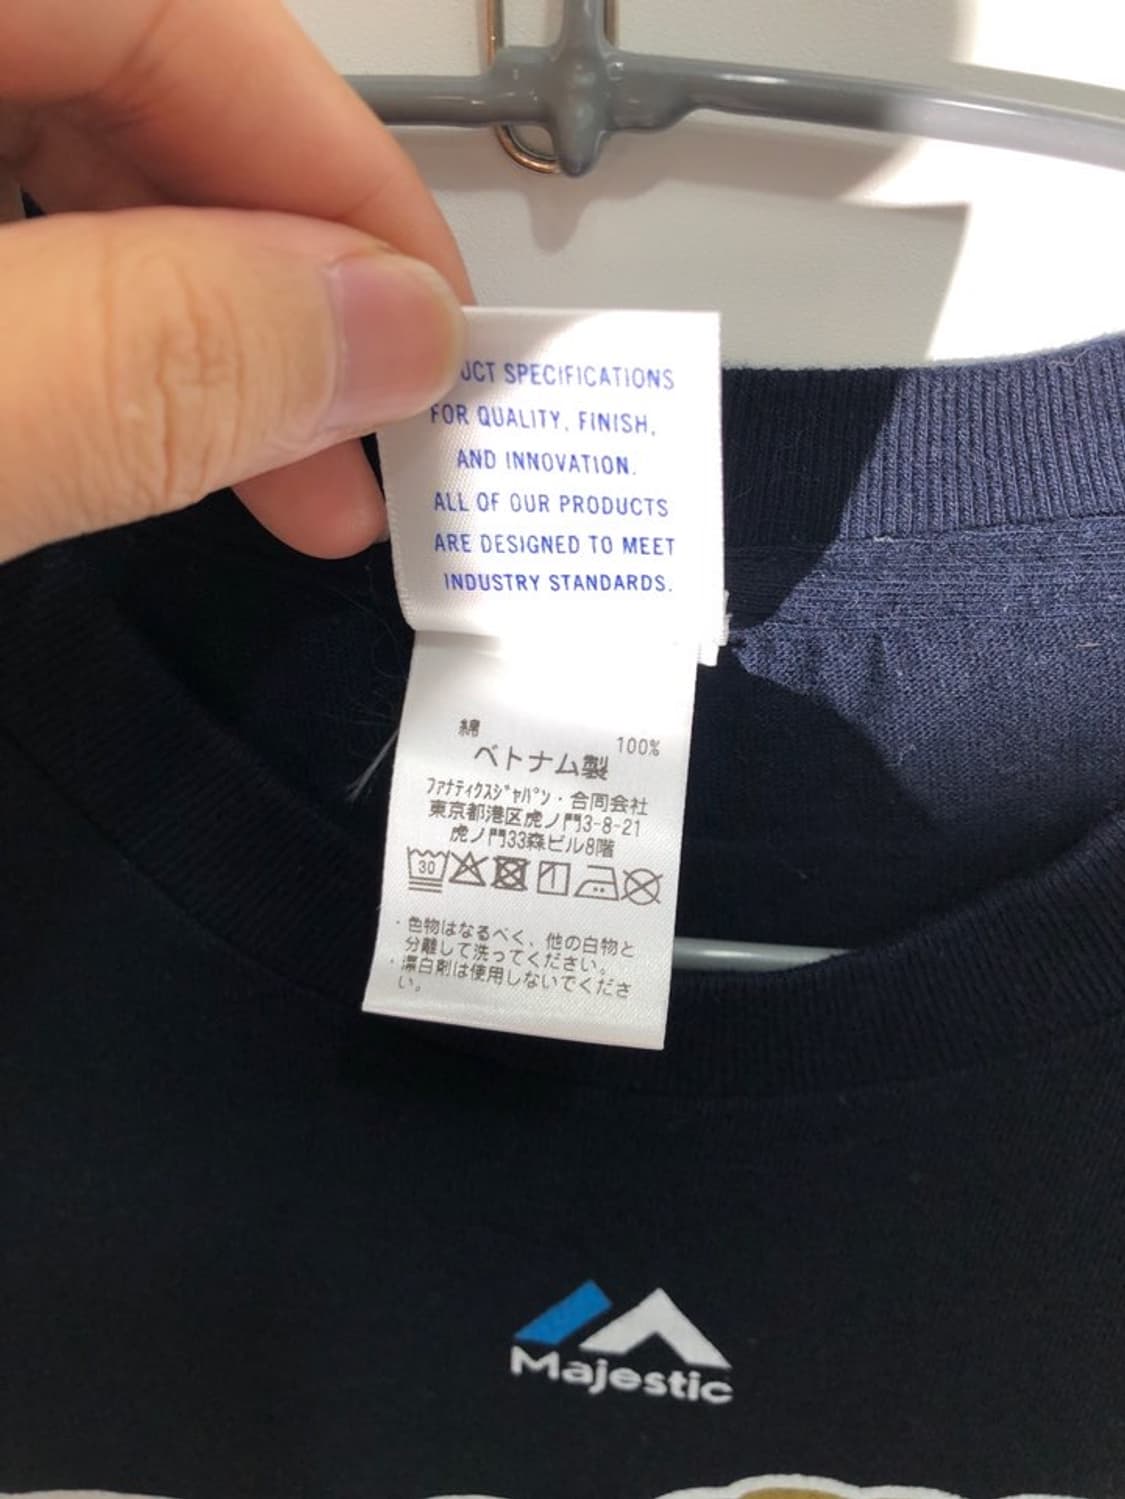 UCT SPECIFICATIONS
FOR QUALITY, FINISH,
AND INNOVATION.
ALL OF OUR PRODUCTS
ARE DESIGNED TO MEET
INDUSTRY STANDARDS.
綿 100%
ベトナム製
ファナティクスジャパン・合同会社
東京都港区虎ノ門3-8-21
虎ノ門33森ビル8階
30
・色物はなるべく、他の白物と
分離して洗ってください。
・漂白剤は使用しないでくださ
い。
Majestic